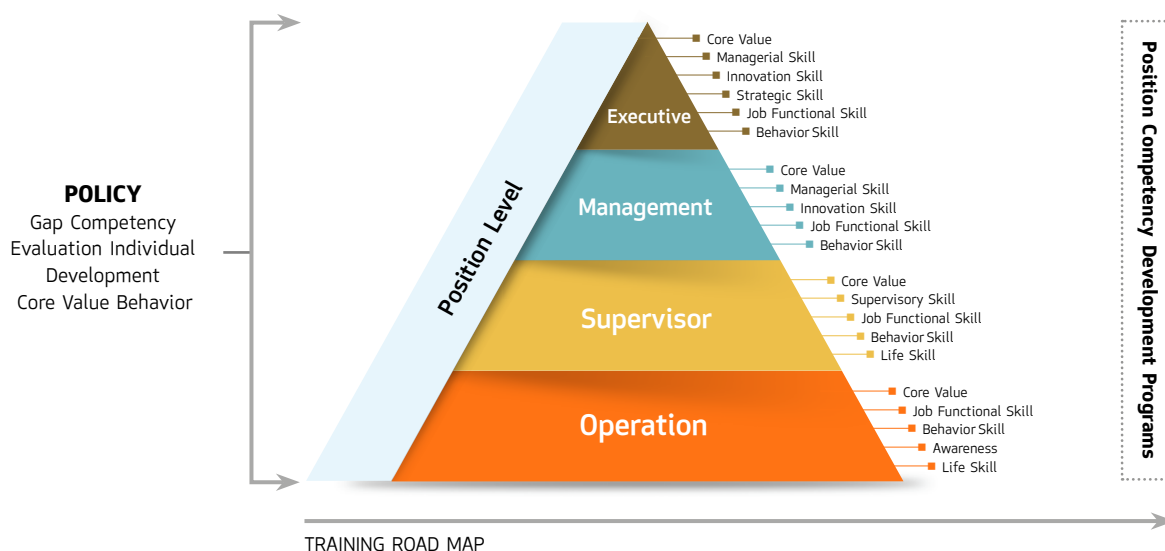 POLICY
Gap Competency
Evaluation Individual
Development
Core Value Behavior
Position Level
Executive
Core Value
Managerial Skill
Innovation Skill
Strategic Skill
Job Functional Skill
Behavior Skill
Management
Core Value
Managerial Skill
Innovation Skill
Job Functional Skill
Behavior Skill
Supervisor
Core Value
Supervisory Skill
Job Functional Skill
Behavior Skill
Life Skill
Operation
Core Value
Job Functional Skill
Behavior Skill
Awareness
Life Skill
Position Competency Development Programs
TRAINING ROAD MAP